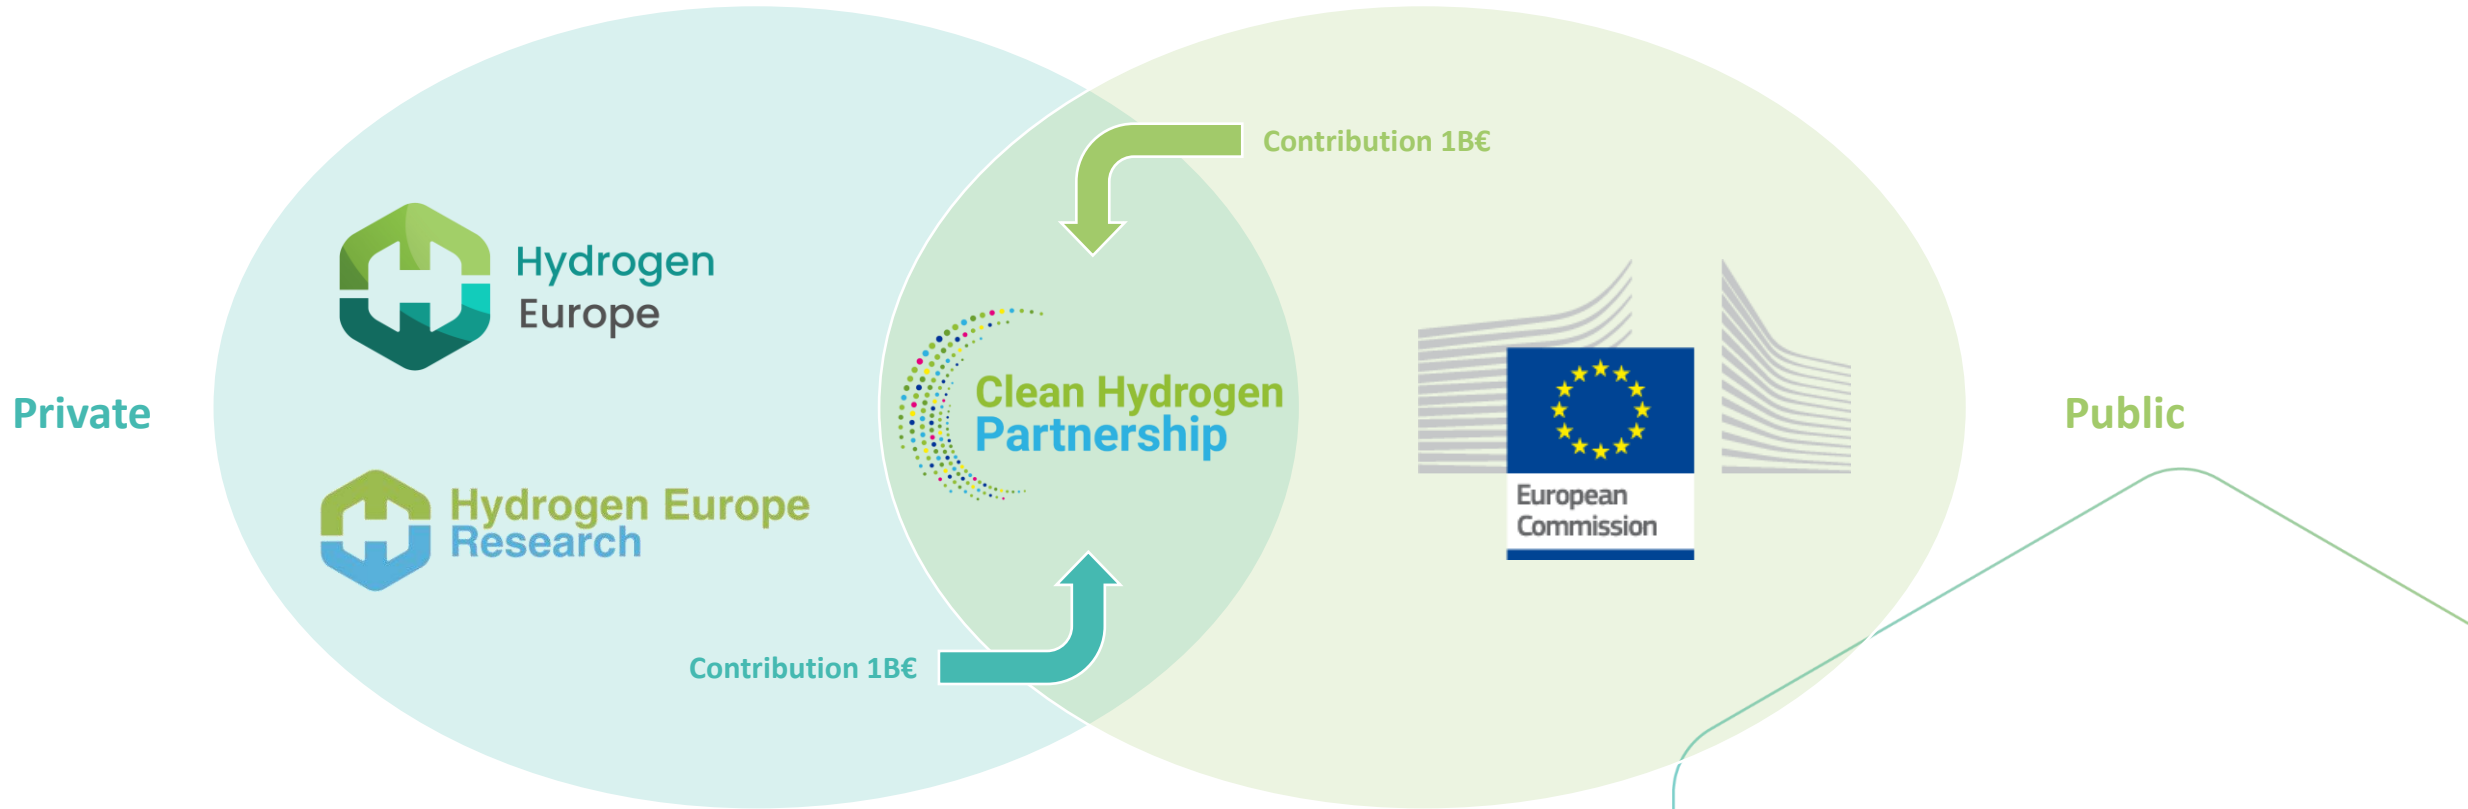 Private
Hydrogen
Europe
Hydrogen Europe
Research
Contribution 1B€
Clean Hydrogen
Partnership
Contribution 1B€
European
Commission
Public